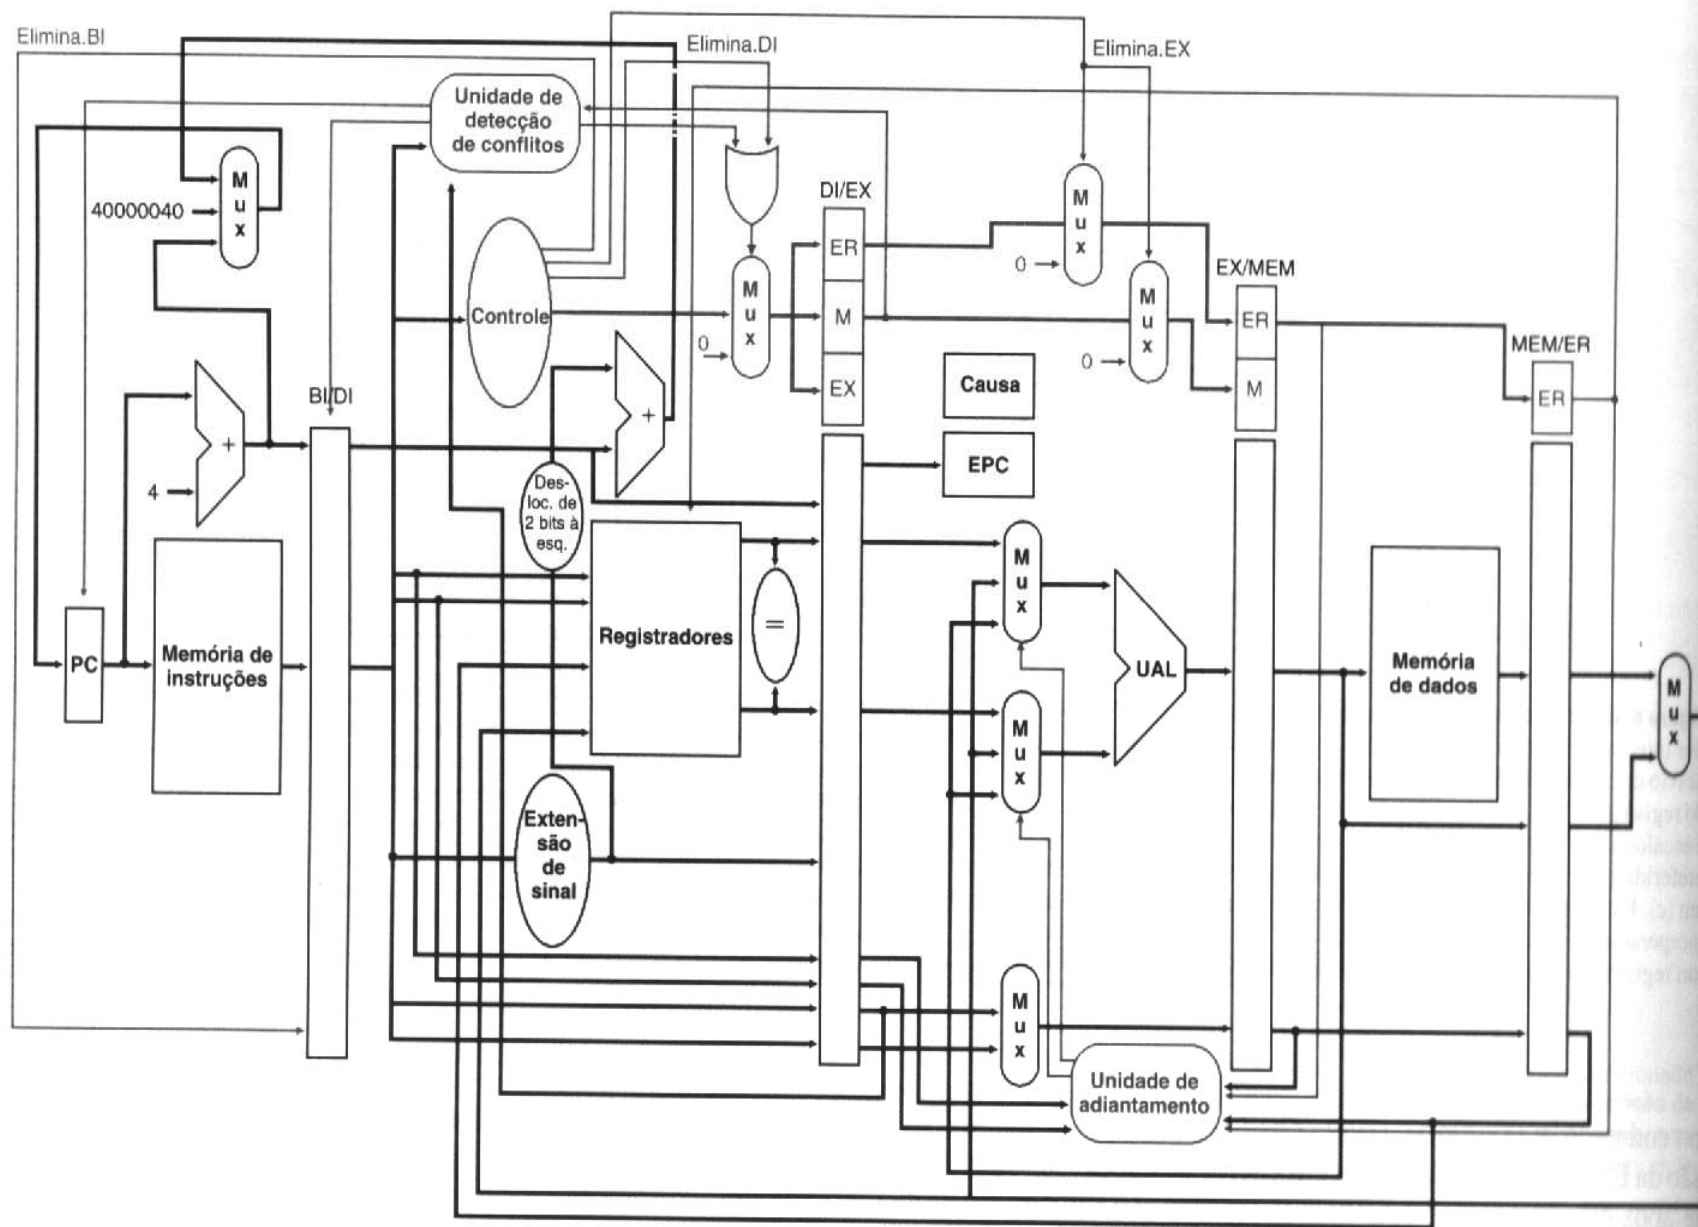 Elimina.BI
Elimina.DI
Elimina.EX
Unidade de
detecção
de conflitos
M
u
x
40000040
DI/EX
ER
M
EX
M
u
x
0
EX/MEM
ER
M
M
u
x
0
MEM/ER
ER
Controle
M
u
x
0
Causa
EPC
BI/DI
+
4
+
Des-
loc. de
2 bits à
esq.
PC
Memória de
instruções
Registradores
=
M
u
x
M
u
x
UAL
Memória
de dados
M
u
x
Exten-
são
de
sinal
M
u
x
Unidade de
adiantamento